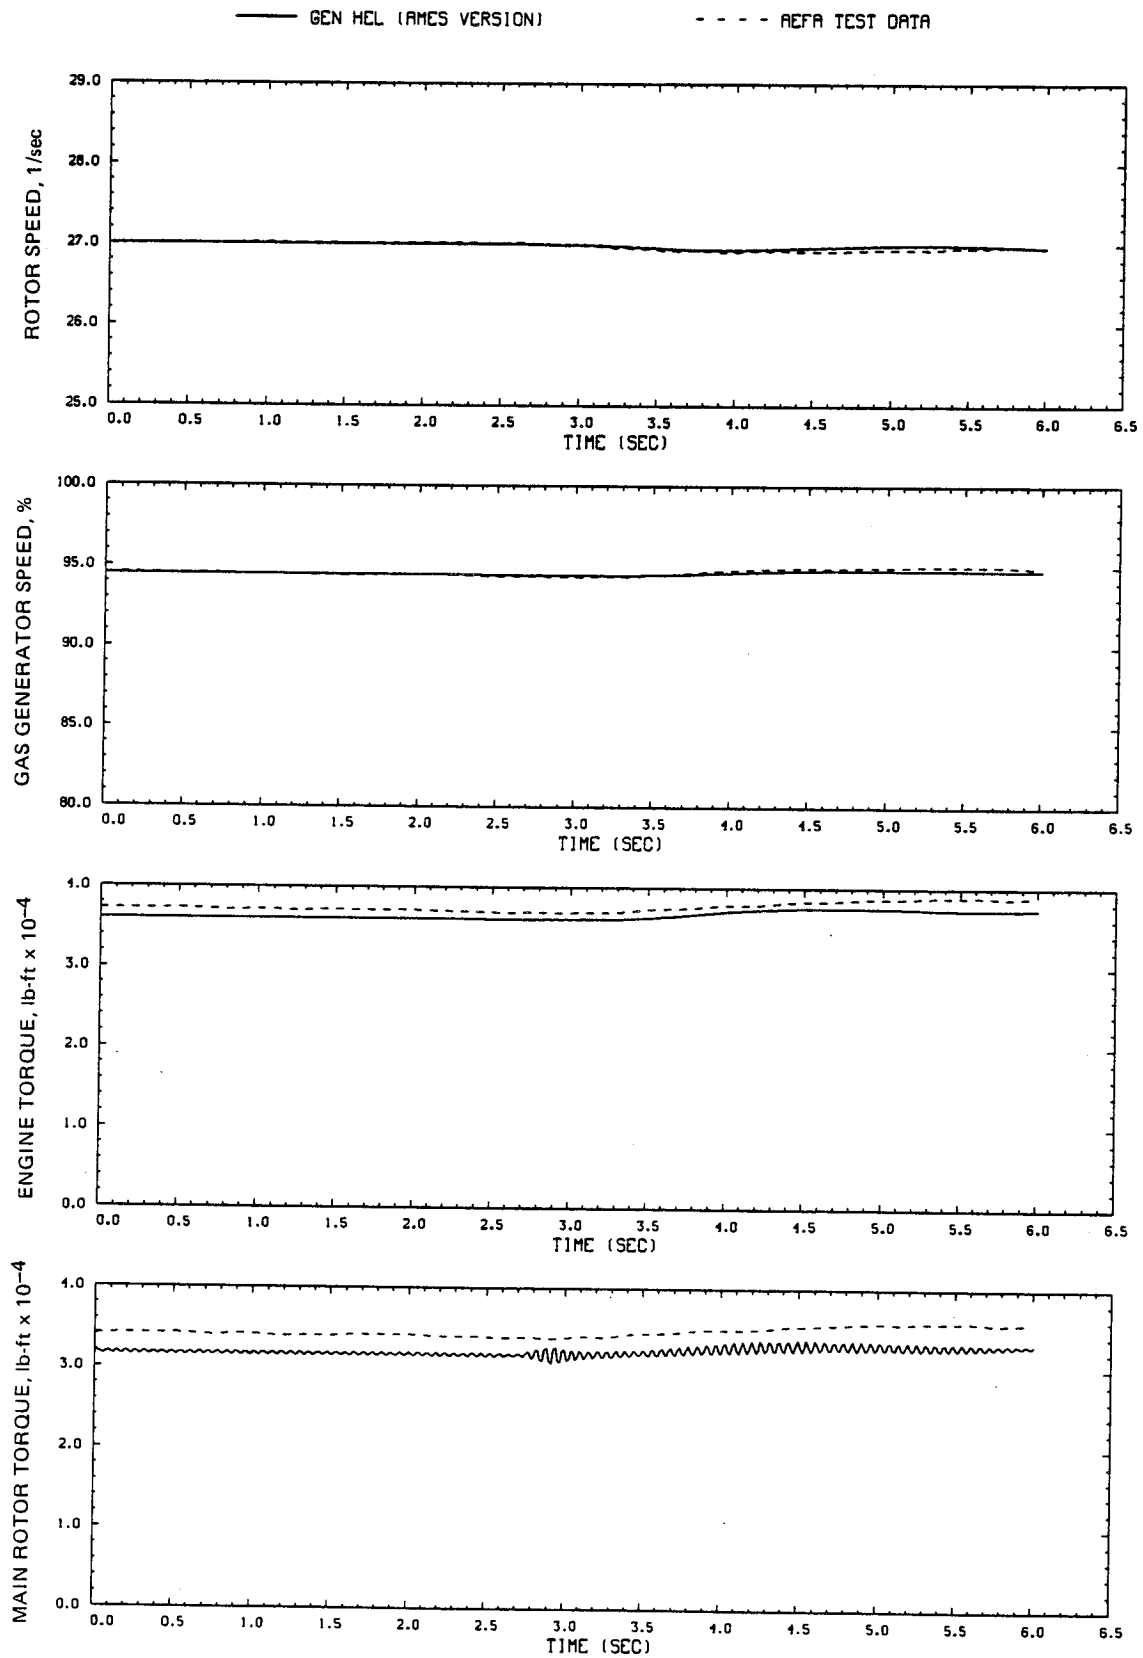 GEN HEL (AMES VERSION)
AEFA TEST DATA
29.0
28.0
27.0
26.0
25.0
ROTOR SPEED, 1/sec
0.0 0.5 1.0 1.5 2.0 2.5 3.0 3.5 4.0 4.5 5.0 5.5 6.0 6.5
TIME (SEC)
100.0
95.0
90.0
85.0
80.0
GAS GENERATOR SPEED, %
0.0 0.5 1.0 1.5 2.0 2.5 3.0 3.5 4.0 4.5 5.0 5.5 6.0 6.5
TIME (SEC)
4.0
3.0
2.0
1.0
0.0
ENGINE TORQUE, lb-ft x 10⁻⁴
0.0 0.5 1.0 1.5 2.0 2.5 3.0 3.5 4.0 4.5 5.0 5.5 6.0 6.5
TIME (SEC)
4.0
3.0
2.0
1.0
0.0
MAIN ROTOR TORQUE, lb-ft x 10⁻⁴
0.0 0.5 1.0 1.5 2.0 2.5 3.0 3.5 4.0 4.5 5.0 5.5 6.0 6.5
TIME (SEC)